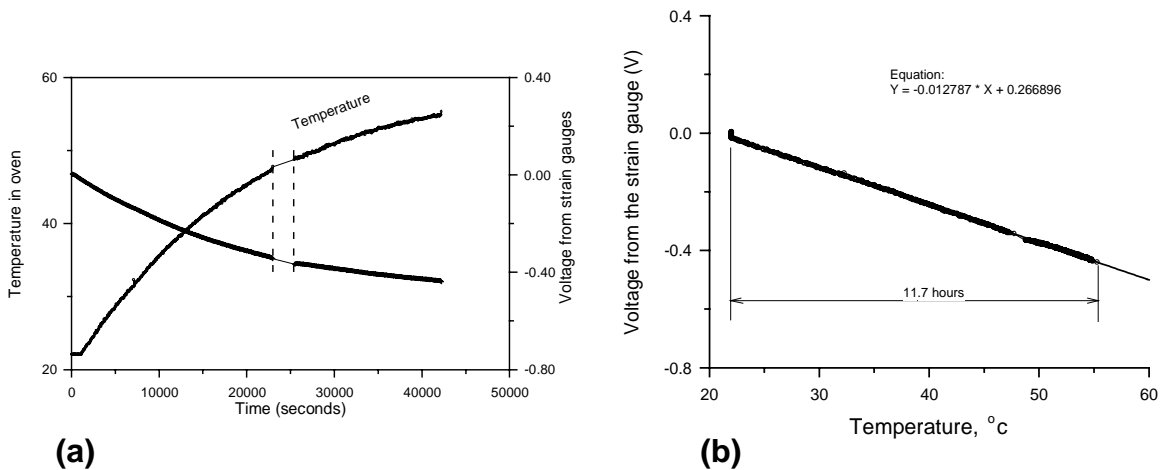 60
40
20
Temperature in oven
0
10000
20000
30000
40000
50000
Time (seconds)
0.40
0.00
-0.40
-0.80
Voltage from strain gauges
Temperature
(a)
0.4
0.0
-0.4
-0.8
Voltage from the strain gauge (V)
Equation:
Y = -0.012787 * X + 0.266896
11.7 hours
20
30
40
50
60
Temperature, °c
(b)